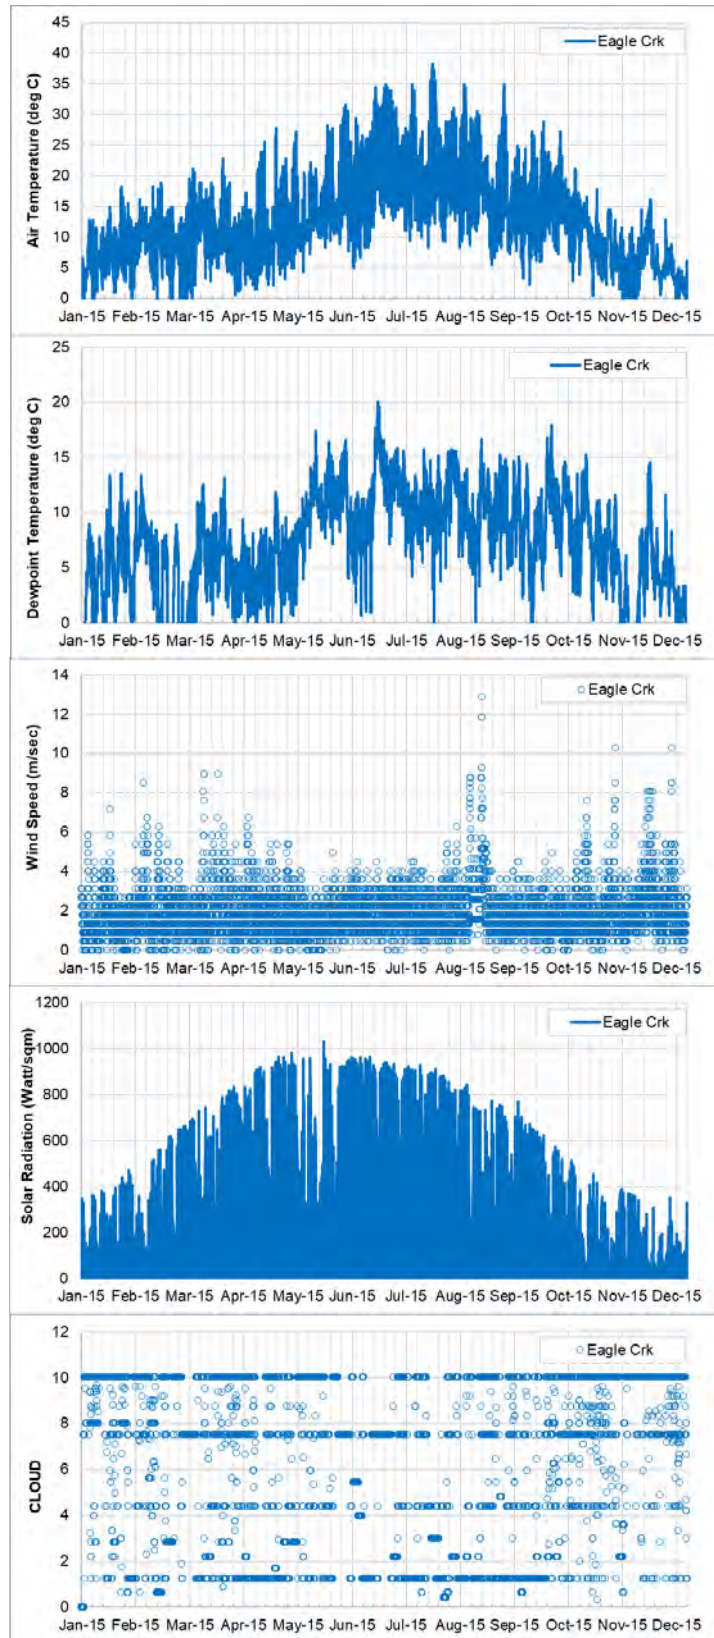 Air Temperature (deg C)
45
40
35
30
25
20
15
10
5
0
Eagle Crk
Jan-15 Feb-15 Mar-15 Apr-15 May-15 Jun-15 Jul-15 Aug-15 Sep-15 Oct-15 Nov-15 Dec-15
Dewpoint Temperature (deg C)
25
20
15
10
5
0
Eagle Crk
Jan-15 Feb-15 Mar-15 Apr-15 May-15 Jun-15 Jul-15 Aug-15 Sep-15 Oct-15 Nov-15 Dec-15
Wind Speed (m/sec)
14
12
10
8
6
4
2
0
Eagle Crk
Jan-15 Feb-15 Mar-15 Apr-15 May-15 Jun-15 Jul-15 Aug-15 Sep-15 Oct-15 Nov-15 Dec-15
Solar Radiation (Watt/sqm)
1200
1000
800
600
400
200
0
Eagle Crk
Jan-15 Feb-15 Mar-15 Apr-15 May-15 Jun-15 Jul-15 Aug-15 Sep-15 Oct-15 Nov-15 Dec-15
CLOUD
12
10
8
6
4
2
0
Eagle Crk
Jan-15 Feb-15 Mar-15 Apr-15 May-15 Jun-15 Jul-15 Aug-15 Sep-15 Oct-15 Nov-15 Dec-15